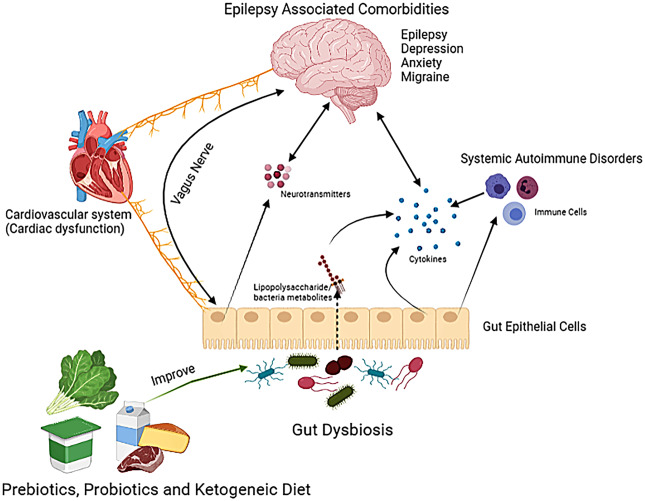 Epilepsy Associated Comorbidities
Epilepsy
Depression
Anxiety
Migraine
Vagus Nerve
Systemic Autoimmune Disorders
Neurotransmitters
Immune Cells
Cardiovascular system
(Cardiac dysfunction)
Cytokines
Lipopolysaccharide/
bacteria metabolites
Gut Epithelial Cells
Improve
Gut Dysbiosis
Prebiotics, Probiotics and Ketogeneic Diet